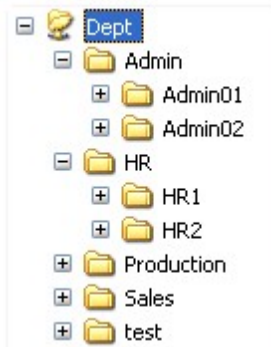 Dept
Admin
Admin01
Admin02
HR
HR1
HR2
Production
Sales
test